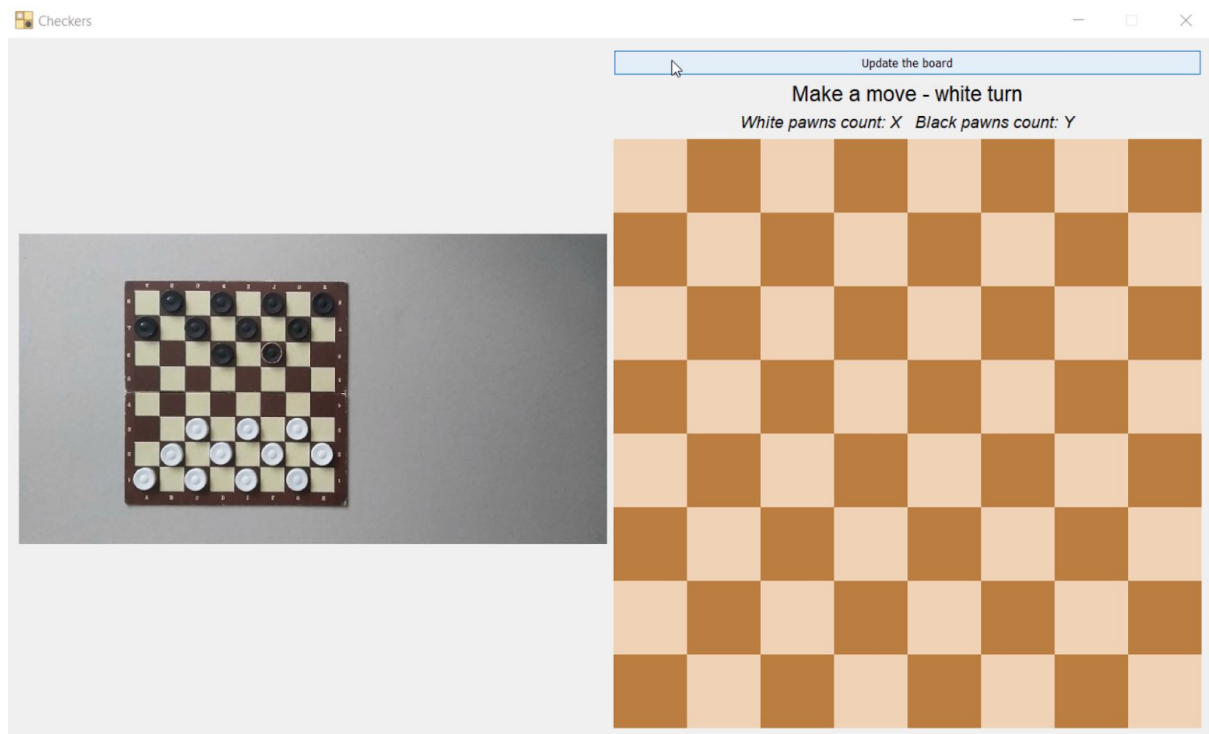 Checkers
Update the board
Make a move - white turn
White pawns count: X Black pawns count: Y